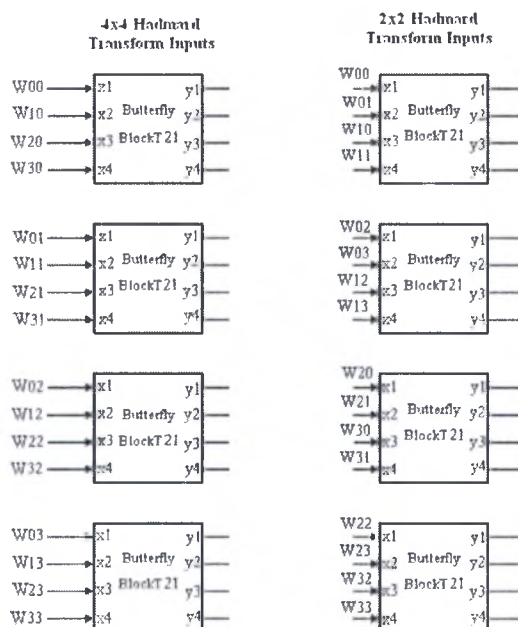 4x4 Hadmard
Transform Inputs
W00 x1 y1
W10 x2 Butterfly y2
W20 x3 BlockT21 y3
W30 x4 y4
W01 x1 y1
W11 x2 Butterfly y2
W21 x3 BlockT21 y3
W31 x4 y4
W02 x1 y1
W12 x2 Butterfly y2
W22 x3 BlockT21 y3
W32 x4 y4
W03 x1 y1
W13 x2 Butterfly y2
W23 x3 BlockT21 y3
W33 x4 y4
2x2 Hadmard
Transform Inputs
W00 x1 y1
W01 x2 Butterfly y2
W10 x3 BlockT21 y3
W11 x4 y4
W02 x1 y1
W03 x2 Butterfly y2
W12 x3 BlockT21 y3
W13 x4 y4
W20 x1 y1
W21 x2 Butterfly y2
W30 x3 BlockT21 y3
W31 x4 y4
W22 x1 y1
W23 x2 Butterfly y2
W32 x3 BlockT21 y3
W33 x4 y4